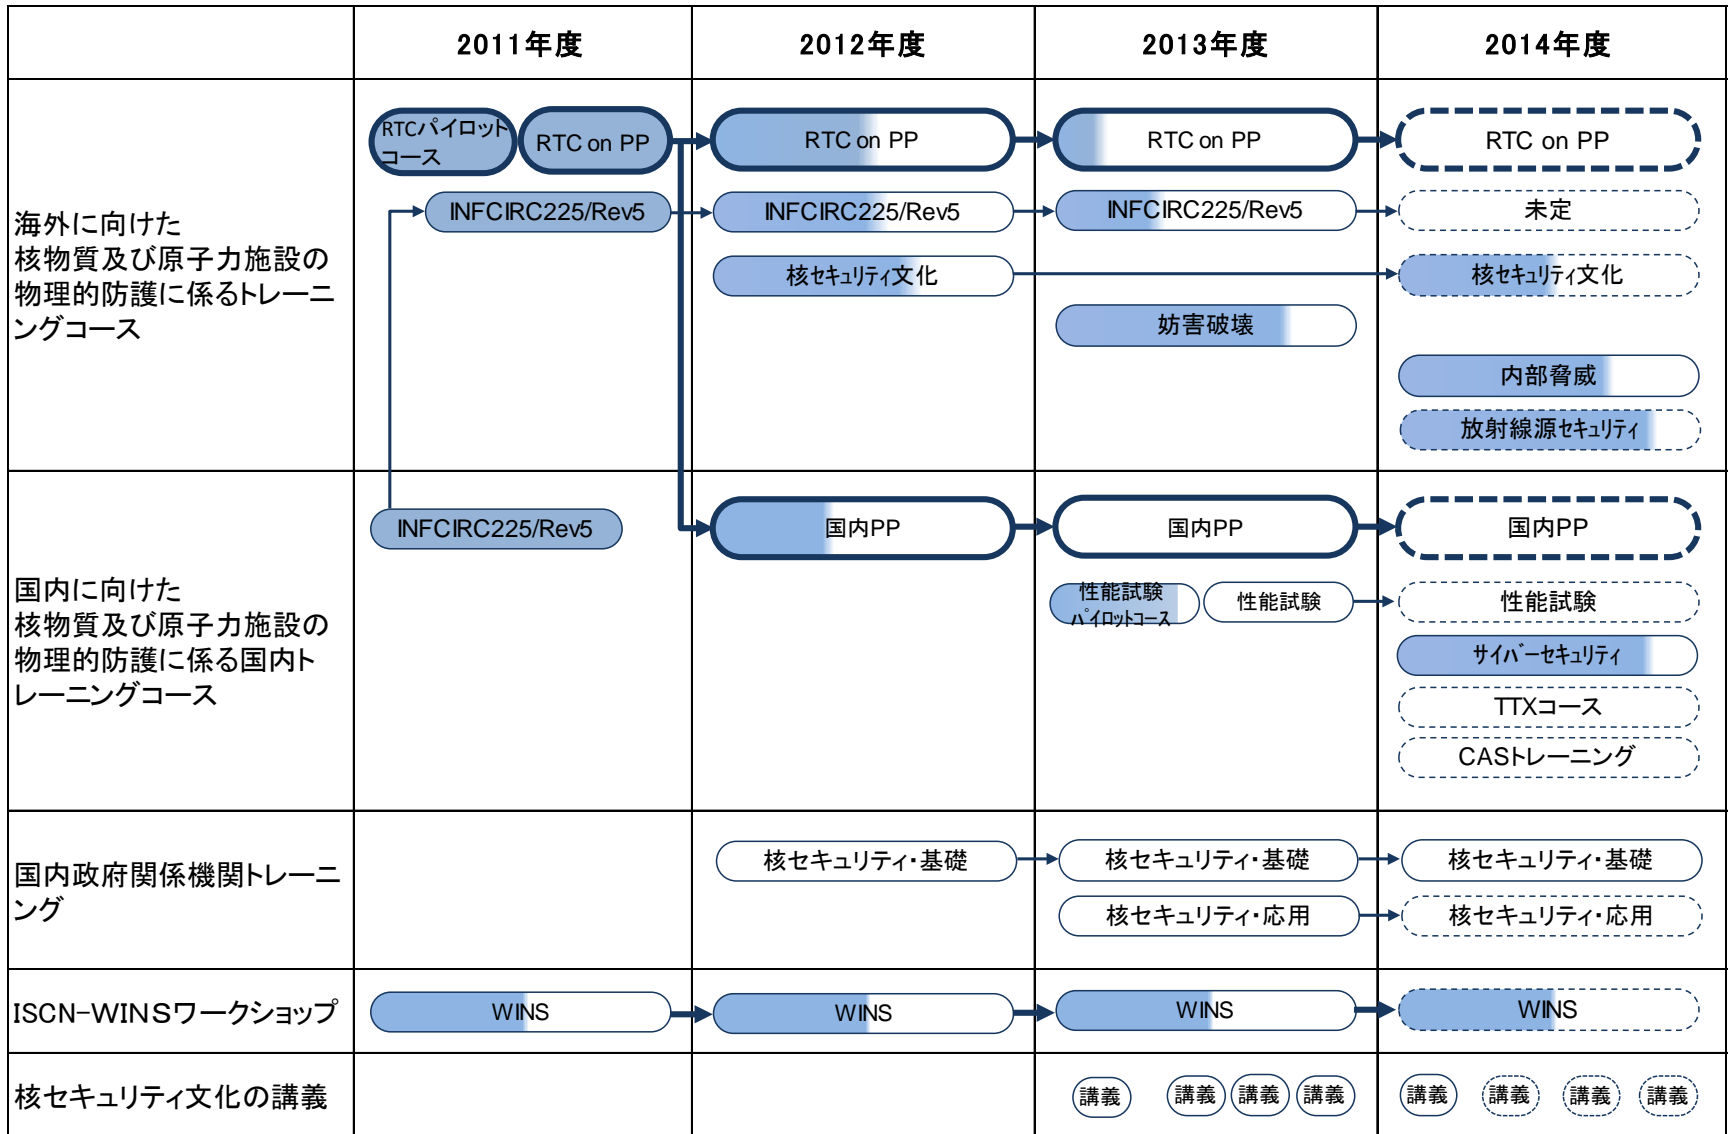 2011年度
2012年度
2013年度
2014年度
海外に向けた
核物質及び原子力施設の
物理的防護に係るトレーニ
ングコース
RTCパイロット
コース
RTC on PP
RTC on PP
RTC on PP
RTC on PP
INFCIRC225/Rev5
INFCIRC225/Rev5
INFCIRC225/Rev5
未定
核セキュリティ文化
核セキュリティ文化
妨害破壊
内部脅威
放射線源セキュリティ
国内に向けた
核物質及び原子力施設の
物理的防護に係る国内ト
レーニングコース
INFCIRC225/Rev5
国内PP
国内PP
国内PP
性能試験
パイロットコース
性能試験
性能試験
サイバーセキュリティ
TTXコース
CASトレーニング
国内政府関係機関トレーニ
ング
核セキュリティ・基礎
核セキュリティ・基礎
核セキュリティ・基礎
核セキュリティ・応用
核セキュリティ・応用
ISCN-WINSワークショップ
WINS
WINS
WINS
WINS
核セキュリティ文化の講義
講義
講義
講義
講義
講義
講義
講義
講義